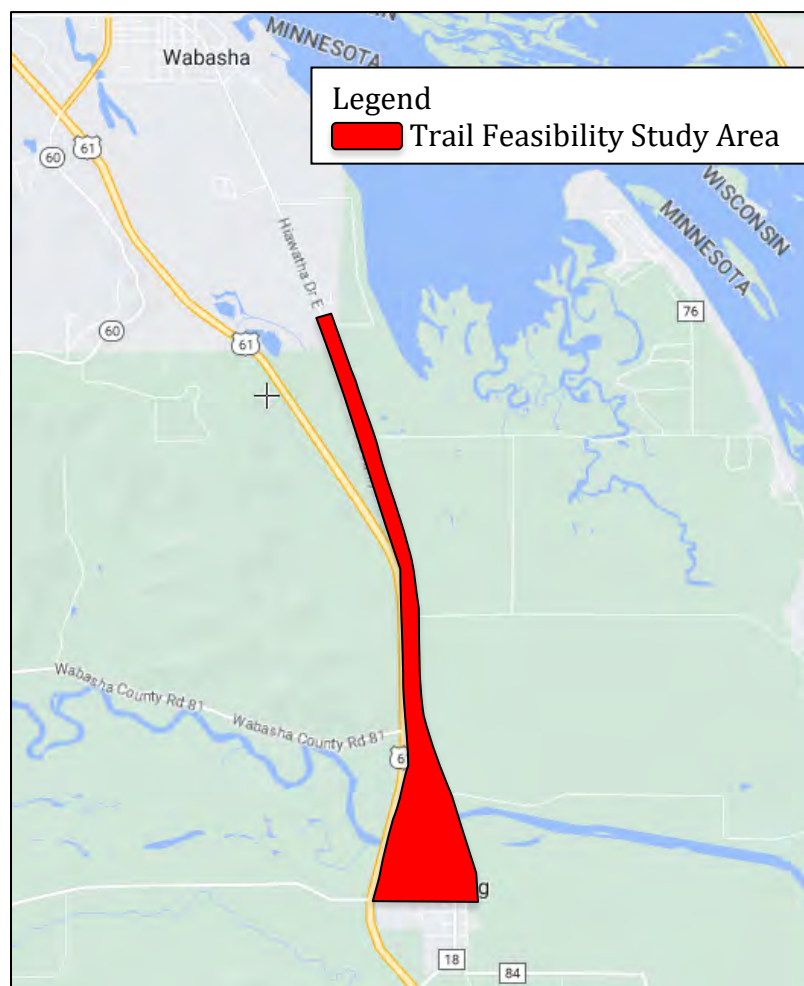 SIN
MINNESOTA
Wabasha
Legend
Trail Feasibility Study Area
61
60
WISCONSIN
MINNESOTA
Hiawatha Dr E
76
60
61
Wabasha County Rd 81
Wabasha County Rd 81
6
g
18
84